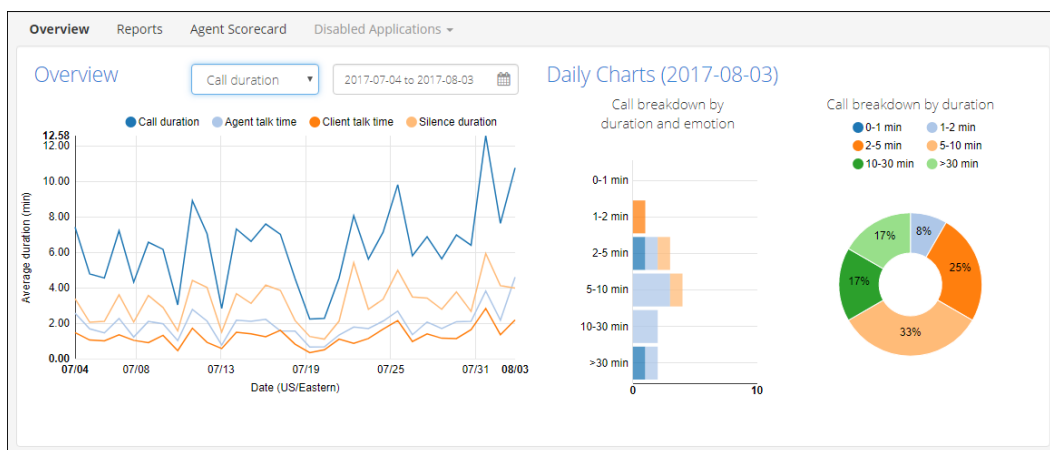 Overview Reports Agent Scorecard Disabled Applications
Overview
Call duration
2017-07-04 to 2017-08-03
Call duration Agent talk time Client talk time Silence duration
12.58
12.00
10.00
8.00
6.00
4.00
2.00
0.00
Average duration (min)
07/04 07/08 07/13 07/19 07/25 07/31 08/03
Date (US/Eastern)
Daily Charts (2017-08-03)
Call breakdown by
duration and emotion
0-1 min
1-2 min
2-5 min
5-10 min
10-30 min
>30 min
0 10
Call breakdown by duration
0-1 min 1-2 min
2-5 min 5-10 min
10-30 min >30 min
17% 8%
17% 25%
33%